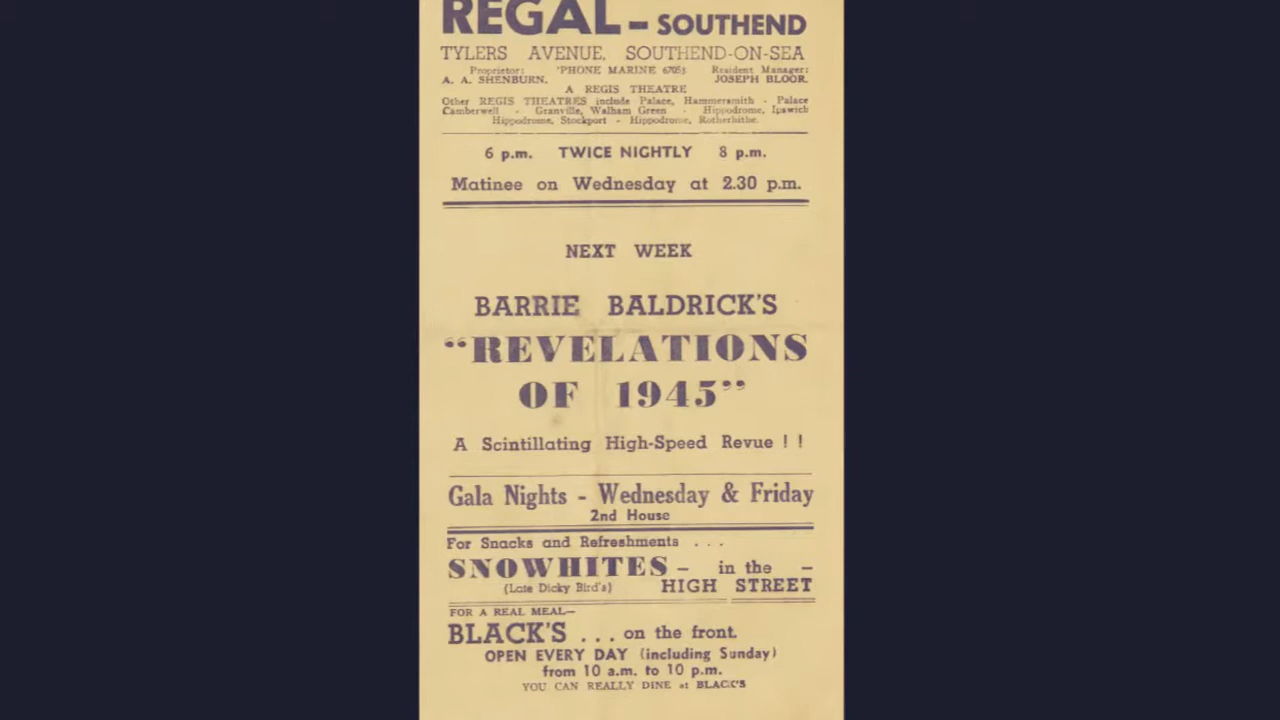 REGAL - SOUTHEND
TYLERS AVENUE, SOUTHEND-ON-SEA
Proprietor: 'PHONE MARINE 67053 Resident Manager:
A. A. SHENBURN. JOSEPH BLOOR.
A REGIS THEATRE
Other REGIS THEATRES include Palace, Hammersmith - Palace
Camberwell - Granville, Walham Green - Hippodrome, Ipswich
Hippodrome, Stockport - Hippodrome, Rotherhithe.
6 p.m. TWICE NIGHTLY 8 p.m.
Matinee on Wednesday at 2.30 p.m.
NEXT WEEK
BARRIE BALDRICK'S
"REVELATIONS
OF 1945"
A Scintillating High-Speed Revue ! !
Gala Nights - Wednesday & Friday
2nd House
For Snacks and Refreshments . . .
SNOWHITES - in the -
(Late Dicky Bird's) HIGH STREET
FOR A REAL MEAL—
BLACK'S . . . on the front.
OPEN EVERY DAY (including Sunday)
from 10 a.m. to 10 p.m.
YOU CAN REALLY DINE at BLACK'S